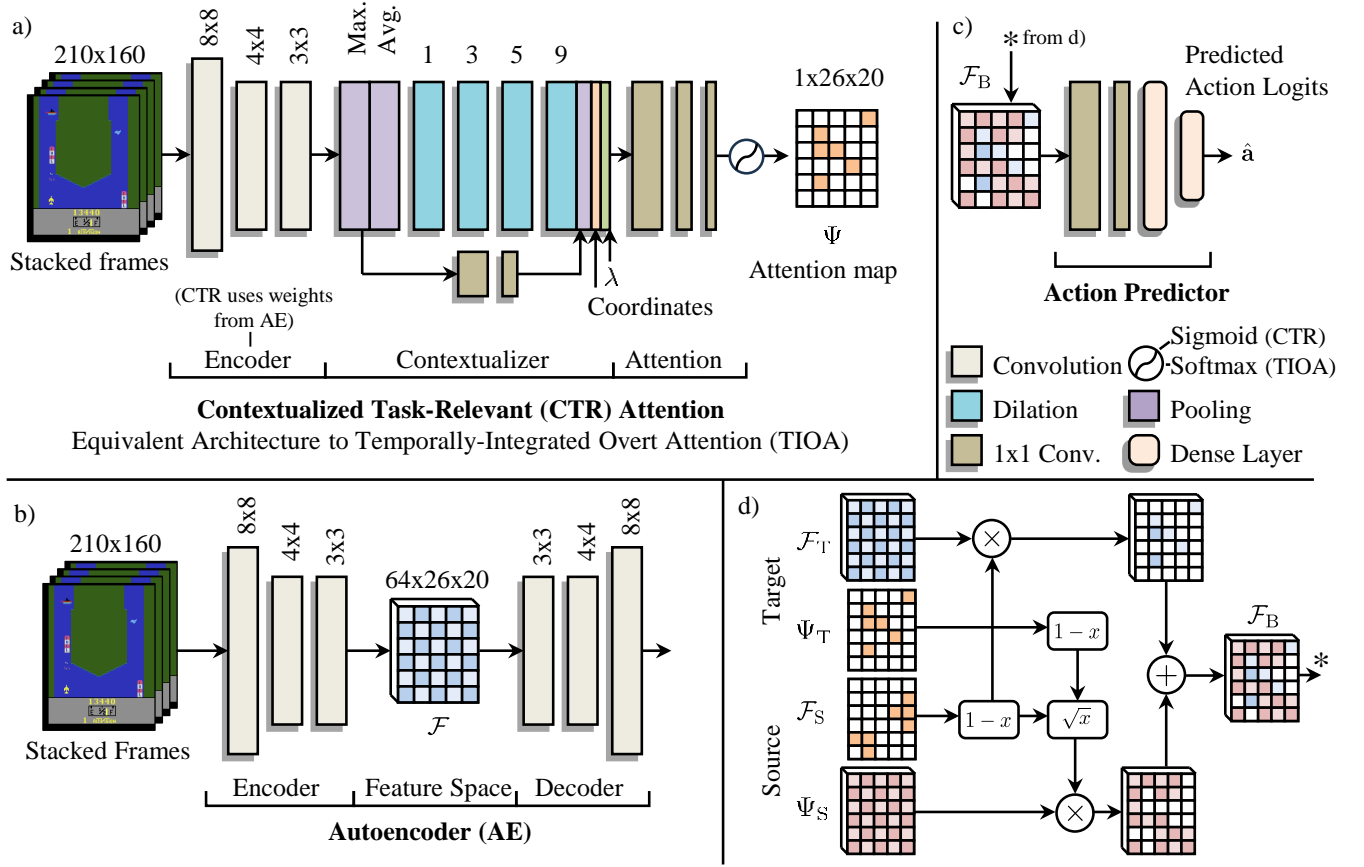 a)
210x160
8x8
4x4
3x3
Max.
Avg.
1
3
5
9
1x26x20
Ψ
Attention map
Stacked frames
λ
Coordinates
(CTR uses weights
from AE)
Encoder
Contextualizer
Attention
Contextualized Task-Relevant (CTR) Attention
Equivalent Architecture to Temporally-Integrated Overt Attention (TIOA)
c)
* from d)
ℱ_B
Predicted
Action Logits
â
Action Predictor
Convolution
Sigmoid (CTR)
Softmax (TIOA)
Dilation
Pooling
1x1 Conv.
Dense Layer
b)
210x160
8x8
4x4
3x3
64x26x20
3x3
4x4
8x8
ℱ
Stacked Frames
Encoder
Feature Space
Decoder
Autoencoder (AE)
d)
Target
Source
ℱ_T
×
Ψ_T
1 − x
ℱ_S
1 − x
√x
Ψ_S
×
+
ℱ_B
*
13440
13440